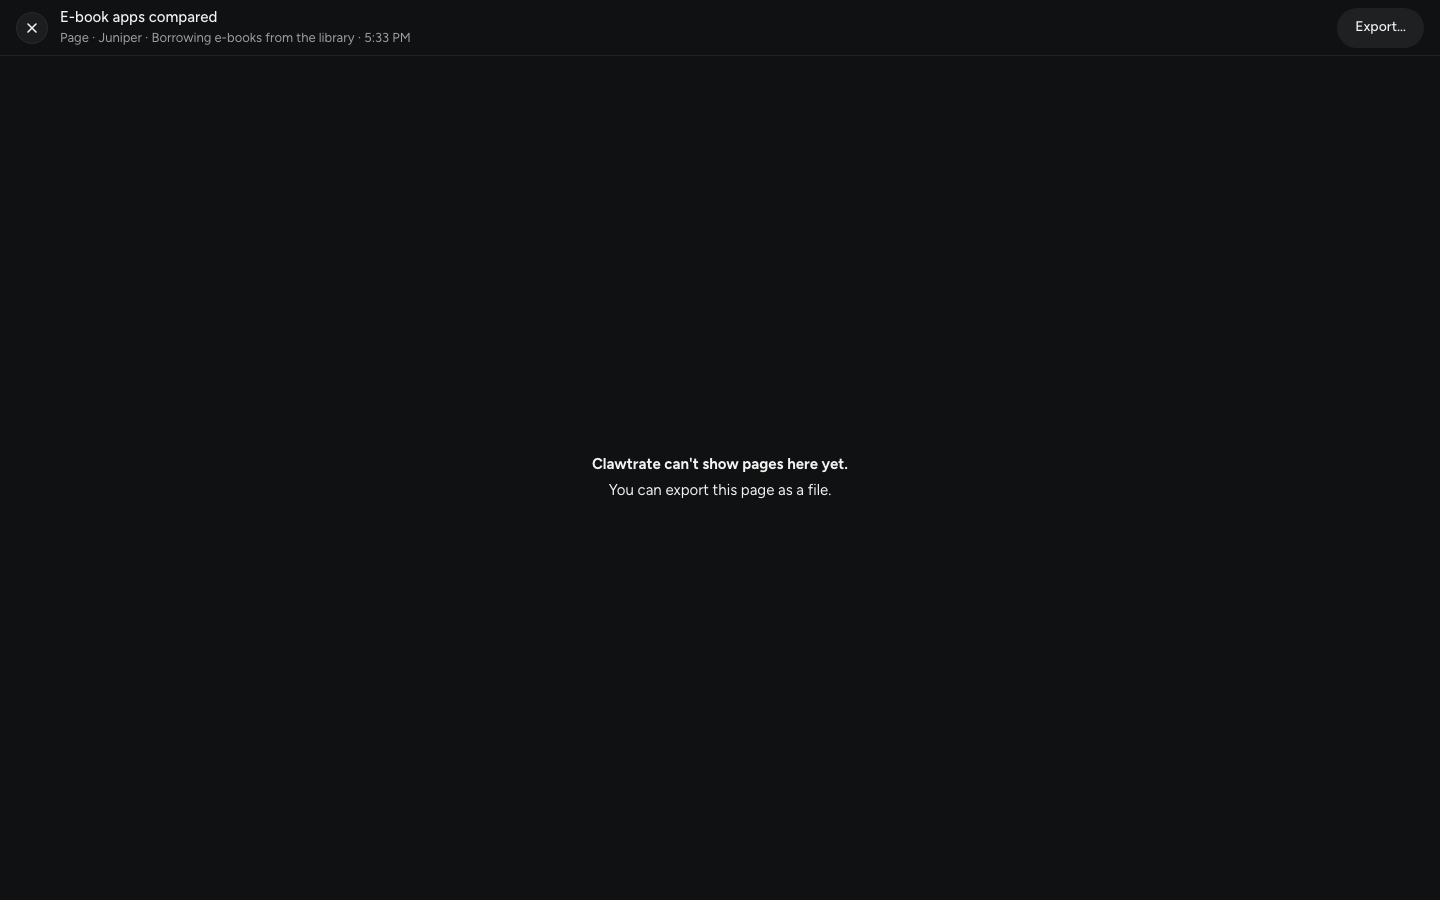 E-book apps compared
Page · Juniper · Borrowing e-books from the library · 5:33 PM
Export...
Clawtrate can't show pages here yet.
You can export this page as a file.